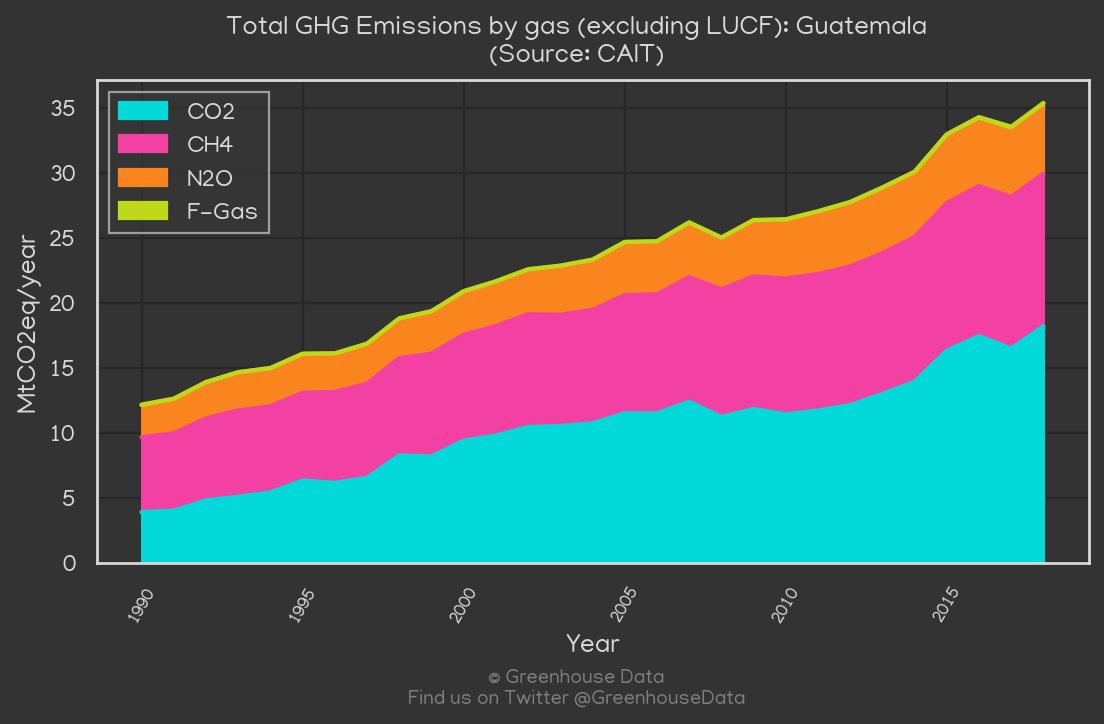 Total GHG Emissions by gas (excluding LUCF): Guatemala
(Source: CAIT)
CO2
CH4
N2O
F-Gas
MtCO2eq/year
35
30
25
20
15
10
5
0
1990
1995
2000
2005
2010
2015
Year
© Greenhouse Data
Find us on Twitter @GreenhouseData